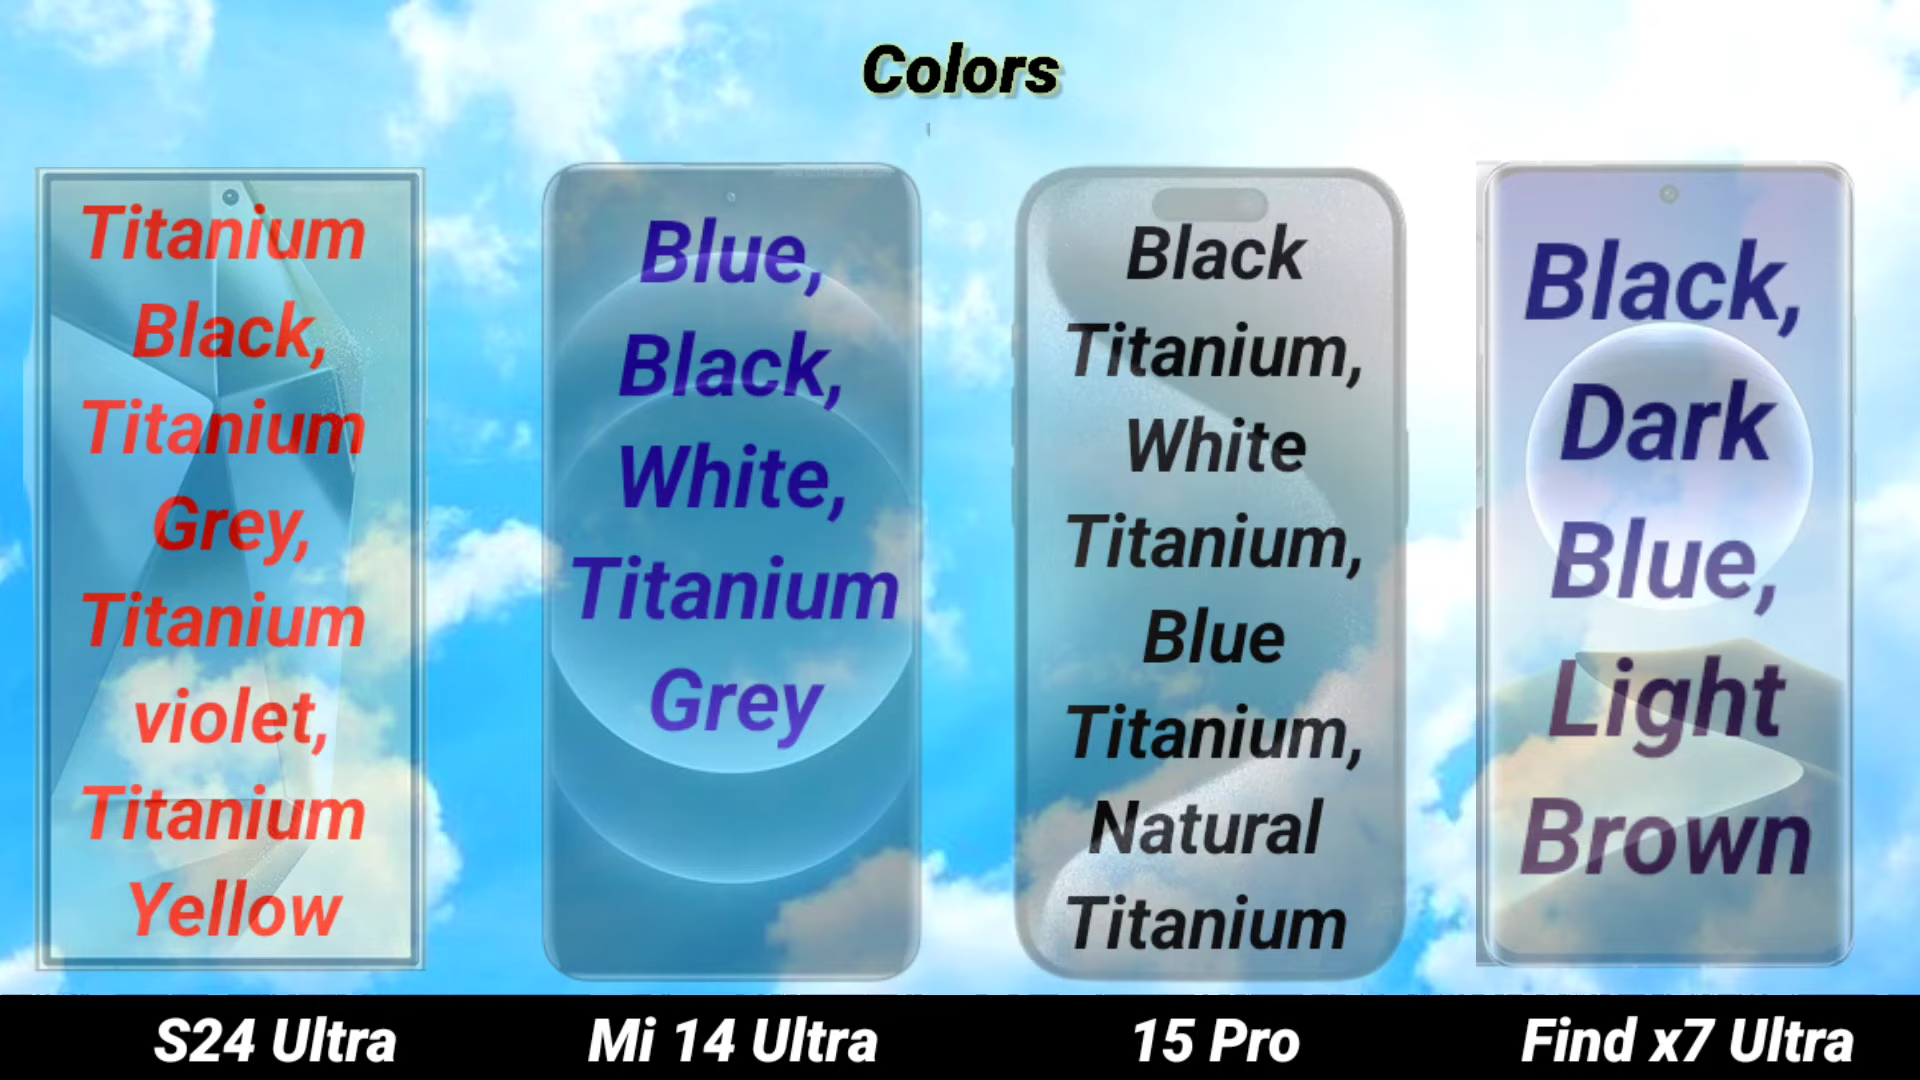 Colors
Titanium
Black,
Titanium
Grey,
Titanium
violet,
Titanium
Yellow
Blue,
Black,
White,
Titanium
Grey
Black
Titanium,
White
Titanium,
Blue
Titanium,
Natural
Titanium
Black,
Dark
Blue,
Light
Brown
S24 Ultra
Mi 14 Ultra
15 Pro
Find x7 Ultra